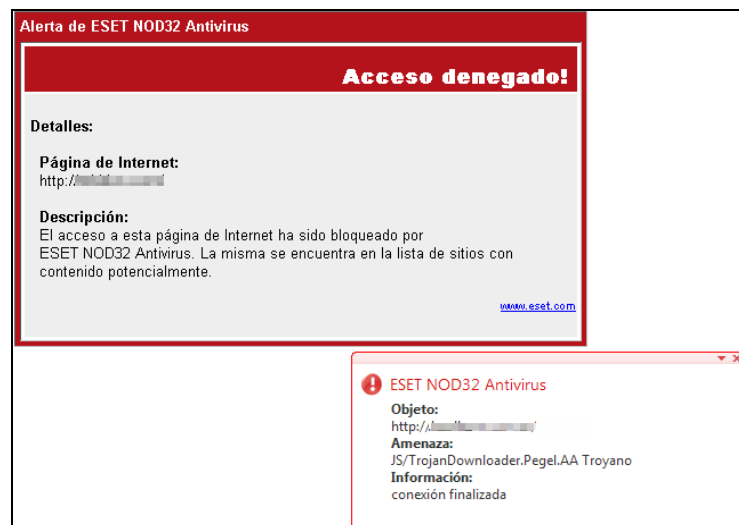 Alerta de ESET NOD32 Antivirus
Acceso denegado!
Detalles:
Página de Internet:
http:/
Descripción:
El acceso a esta página de Internet ha sido bloqueado por
ESET NOD32 Antivirus. La misma se encuentra en la lista de sitios con
contenido potencialmente.
www.eset.com
ESET NOD32 Antivirus
Objeto:
http:/
Amenaza:
JS/TrojanDownloader.Pegel.AA Troyano
Información:
conexión finalizada